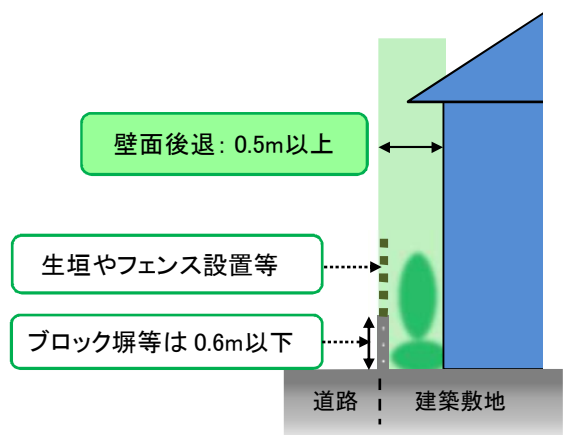 壁面後退：0.5m以上
生垣やフェンス設置等
ブロック塀等は 0.6m以下
道路
建築敷地